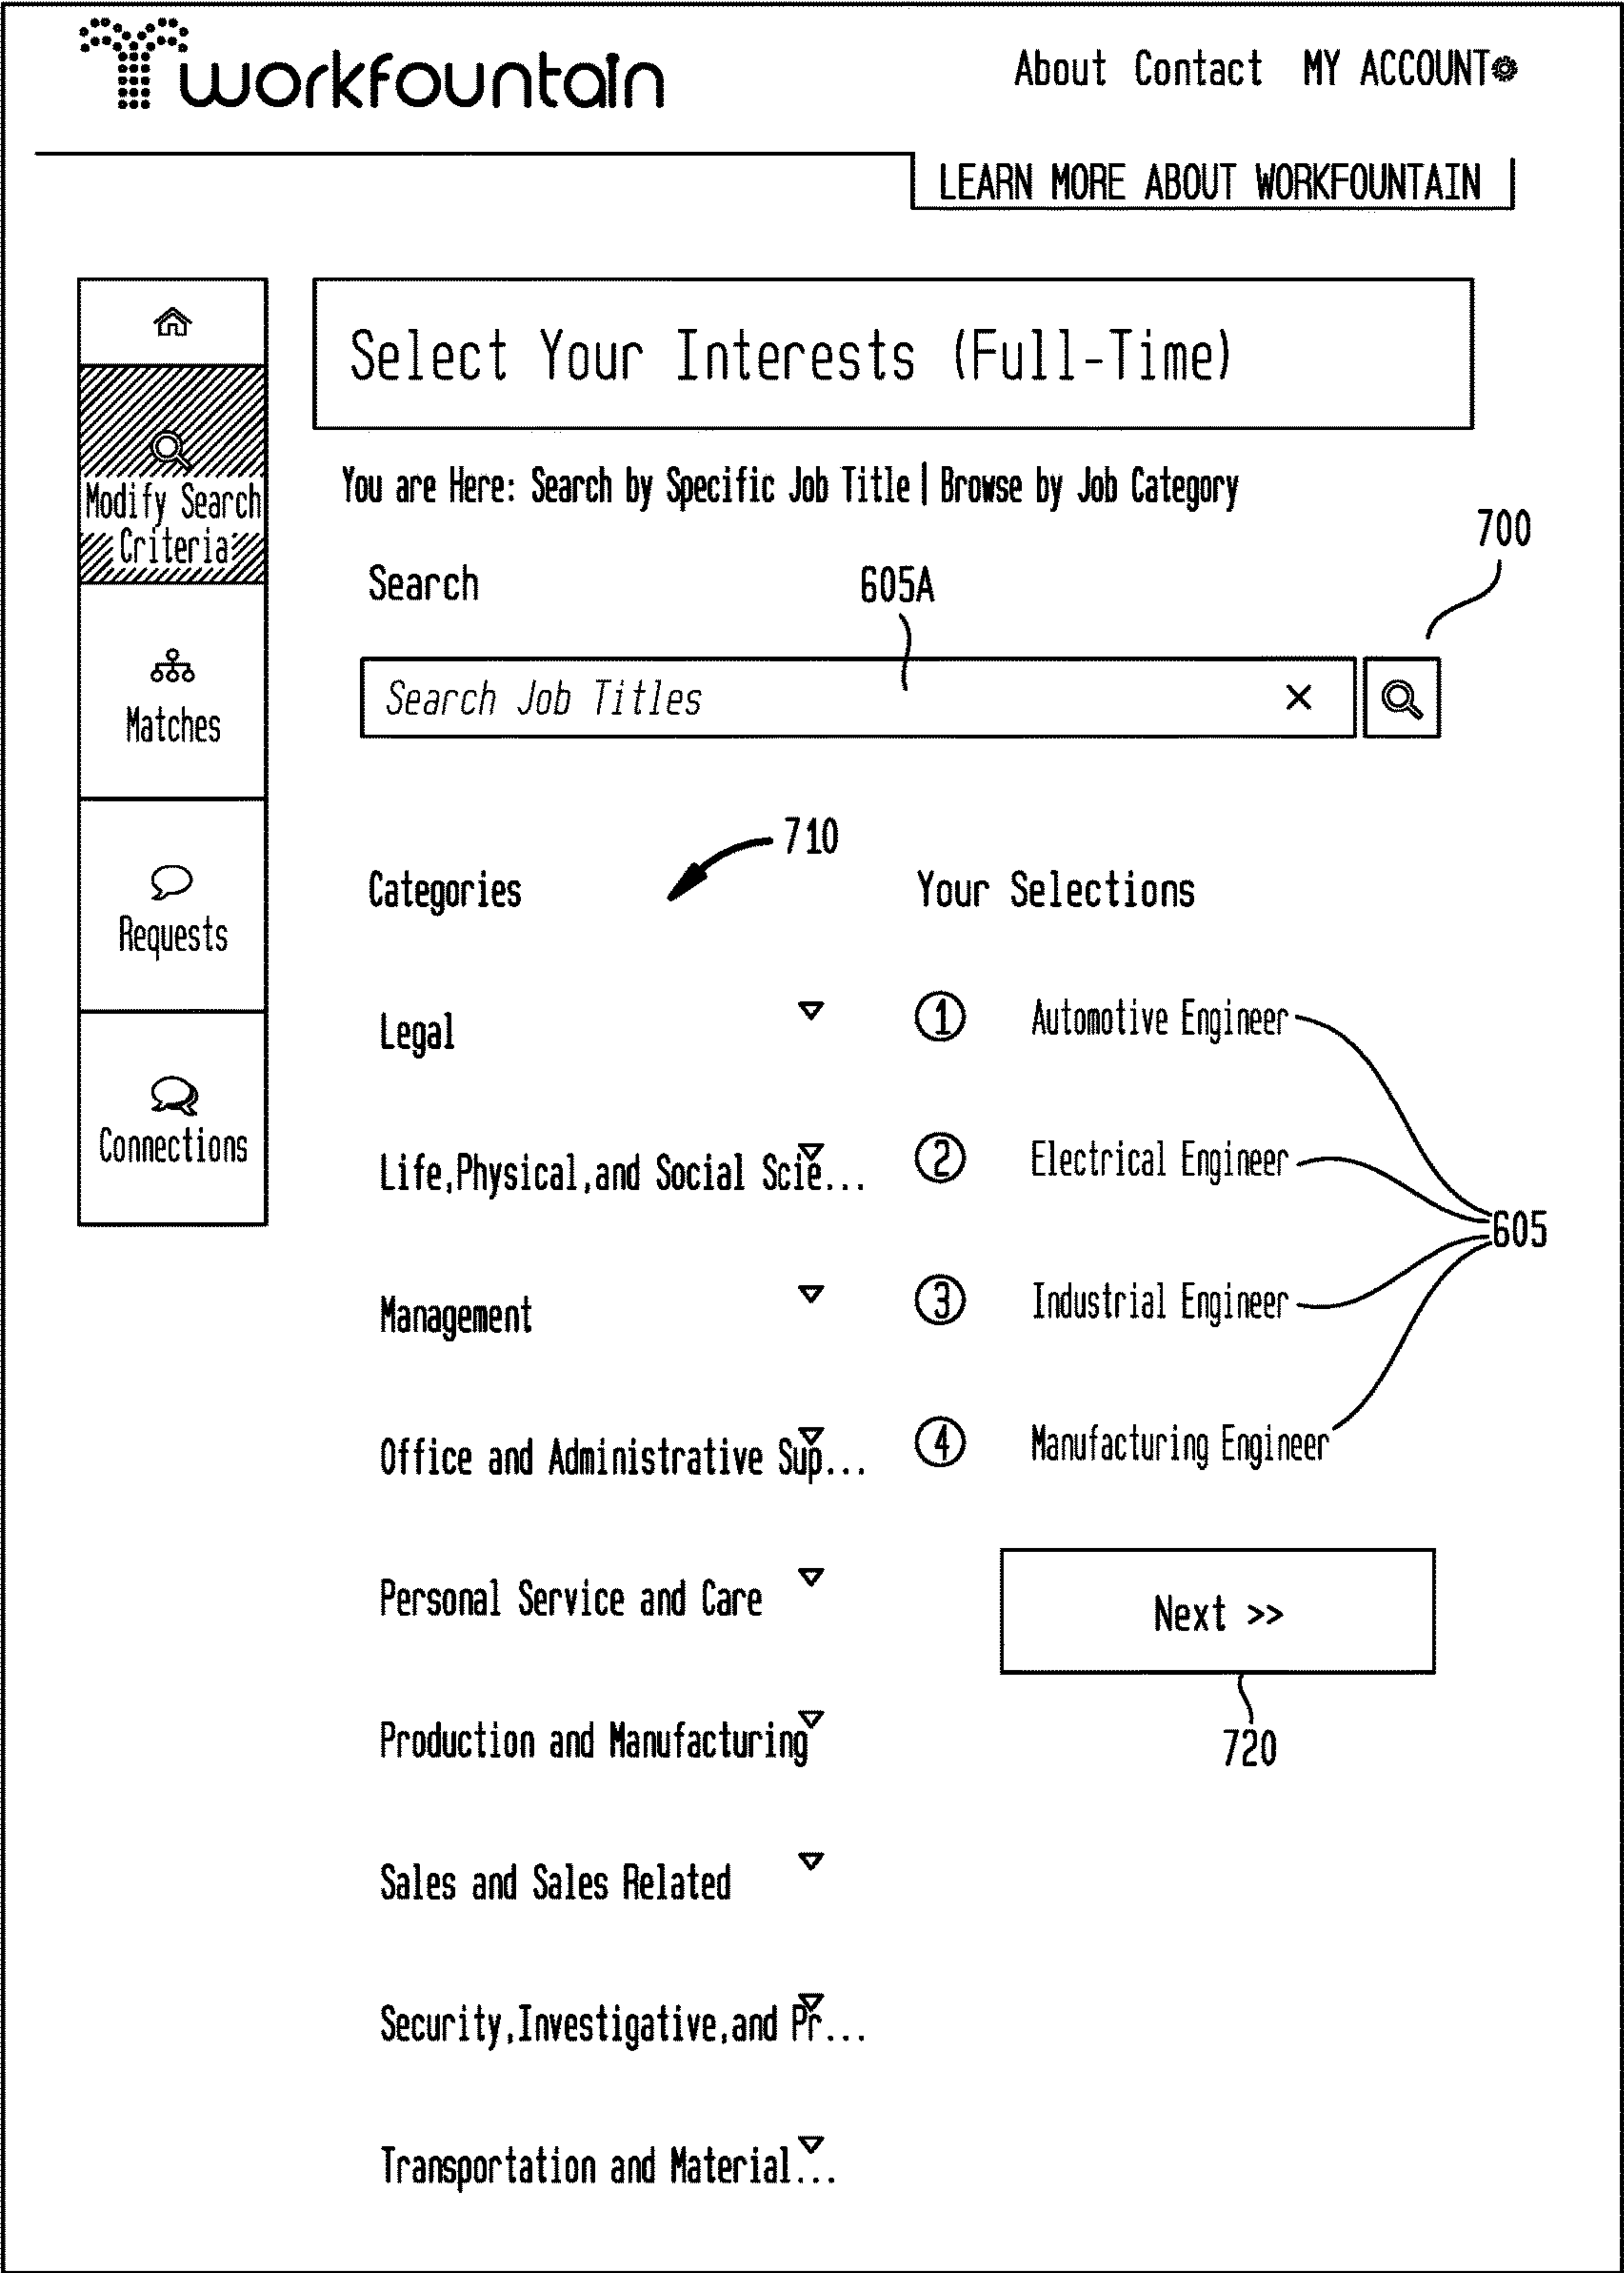 workfountain
About Contact MY ACCOUNT
LEARN MORE ABOUT WORKFOUNTAIN
Select Your Interests (Full-Time)
Modify Search
Criteria
Matches
Requests
Connections
You are Here: Search by Specific Job Title | Browse by Job Category
700
Search
605A
Search Job Titles
×
710
Categories
Your Selections
Legal
1 Automotive Engineer
Life,Physical,and Social Scie...
2 Electrical Engineer
605
Management
3 Industrial Engineer
Office and Administrative Sup...
4 Manufacturing Engineer
Personal Service and Care
Next >>
720
Production and Manufacturing
Sales and Sales Related
Security,Investigative,and Pr...
Transportation and Material...